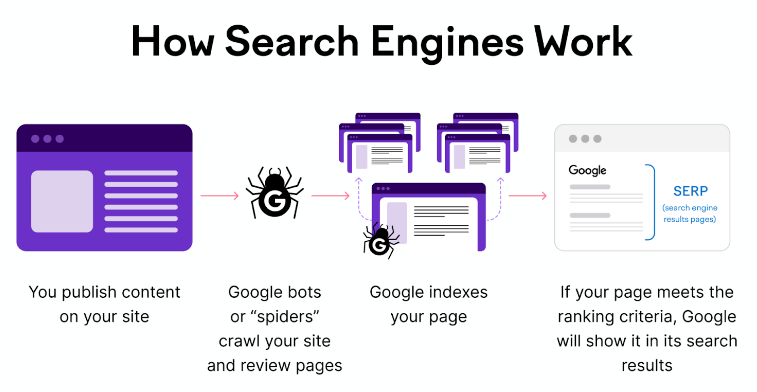 How Search Engines Work
G
G
Google
SERP
(search engine
results pages)
You publish content
on your site
Google bots
or “spiders”
crawl your site
and review pages
Google indexes
your page
If your page meets the
ranking criteria, Google
will show it in its search
results